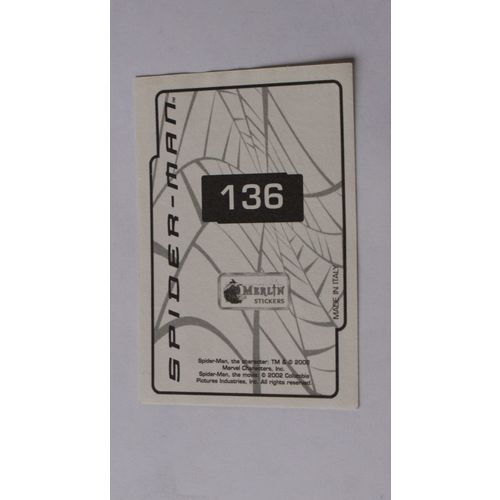 SPIDER-MAN™
136
MERLIN
STICKERS
MADE IN ITALY
Spider-Man, the character: TM & © 2002
Marvel Characters, Inc.
Spider-Man, the movie: © 2002 Columbia
Pictures Industries, Inc. All rights reserved.